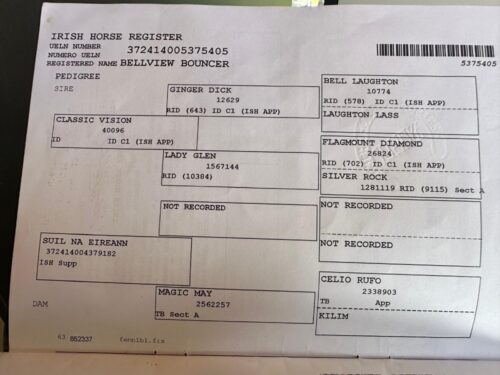 IRISH HORSE REGISTER
UELN NUMBER 372414005375405
NUMERO UELN
REGISTERED NAME BELLVIEW BOUNCER
5375405
PEDIGREE
SIRE
GINGER DICK
12629
RID (643) ID C1 (ISH APP)
BELL LAUGHTON
10774
RID (578) ID C1 (ISH APP)
LAUGHTON LASS
CLASSIC VISION
40096
ID ID C1 (ISH APP)
LADY GLEN
1567144
RID (10384)
FLAGMOUNT DIAMOND
26824
RID (702) ID C1 (ISH APP)
SILVER ROCK
1281119 RID (9115) Sect A
NOT RECORDED
NOT RECORDED
NOT RECORDED
SUIL NA EIREANN
372414004379182
ISH Supp
DAM
MAGIC MAY
2562257
TB Sect A
CELIO RUFO
2338903
TB App
KILIM
63 B52337 fennibl.frx